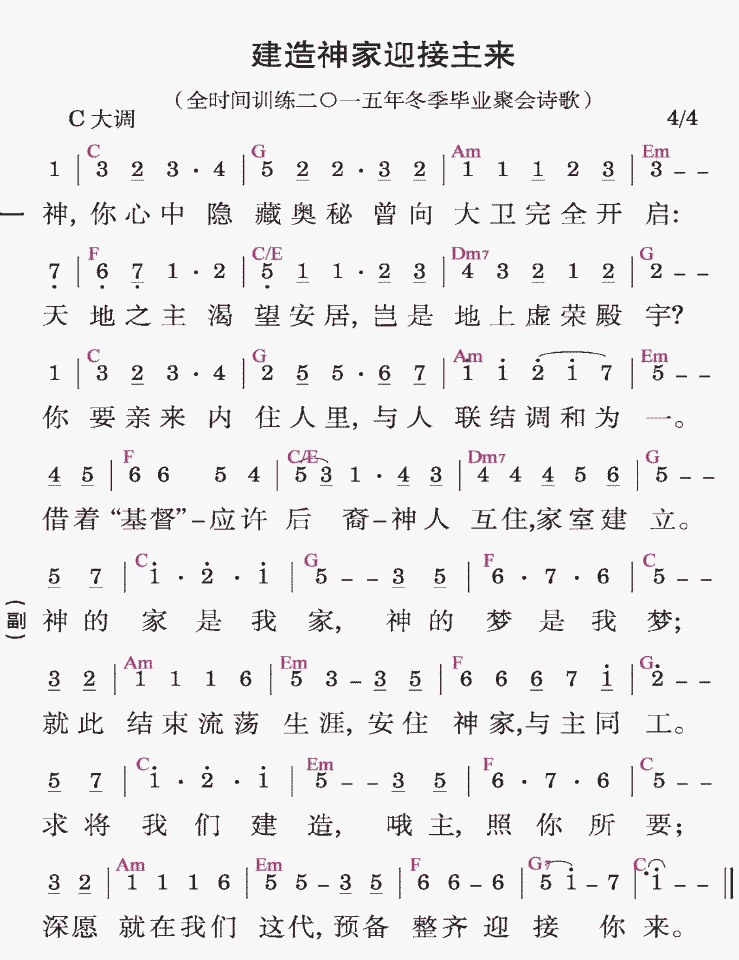 建造神家迎接主来
（全时间训练二〇一五年冬季毕业聚会诗歌）
C 大调 4/4
C G Am Em
1 | 3 2 3 · 4 | 5 2 2 · 3 2 | 1 1 1 2 3 | 3 - -
一 神, 你心中 隐 藏奥秘 曾向 大卫完全开 启:
F C/E Dm7 G
7 | 6 7 1 · 2 | 5 1 1 · 2 3 | 4 3 2 1 2 | 2 - -
天 地之主 渴 望安居, 岂是 地上虚荣殿 宇?
C G Am Em
1 | 3 2 3 · 4 | 2 5 5 · 6 7 | 1 1 2 1 7 | 5 - -
你 要亲来 内 住人里, 与人 联结调和为 一。
F C/E Dm7 G
4 5 | 6 6 5 4 | 5 3 1 · 4 3 | 4 4 4 5 6 | 5 - -
借着 “基督”–应许 后 裔–神人 互住,家室建 立。
C G F C
5 7 | 1 · 2 · 1 | 5 - - 3 5 | 6 · 7 · 6 | 5 - -
(副) 神的 家 是 我 家, 神的 梦 是 我 梦;
Am Em F G
3 2 | 1 1 1 6 | 5 3 - 3 5 | 6 6 6 7 1 | 2 - -
就此 结束流荡 生涯, 安住 神家,与主同 工。
C Em F C
5 7 | 1 · 2 · 1 | 5 - - 3 5 | 6 · 7 · 6 | 5 - -
求将 我 们 建 造, 哦主, 照 你 所 要;
Am Em F G7 C
3 2 | 1 1 1 6 | 5 5 - 3 5 | 6 6 - 6 | 5 1 - 7 | 1 - - ||
深愿 就在我们 这代, 预备 整齐 迎 接 你 来。